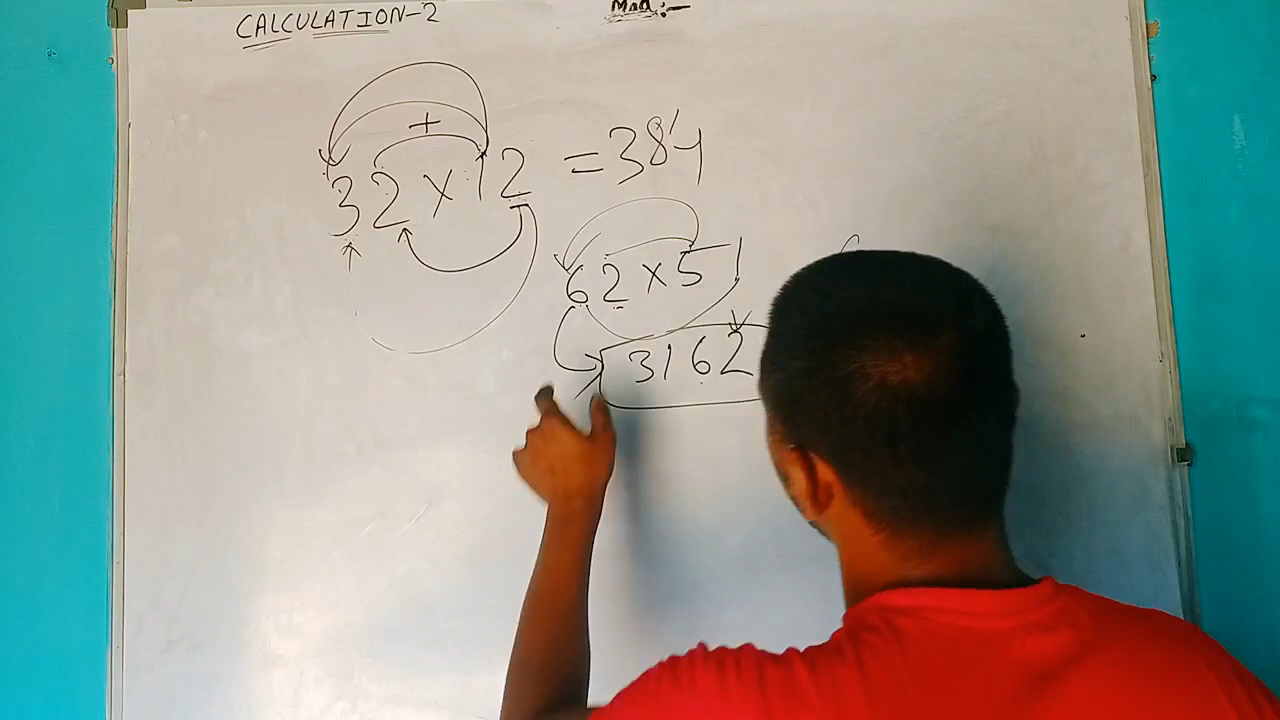 CALCULATION-2
32 x 12 = 384
62 x 51
3162